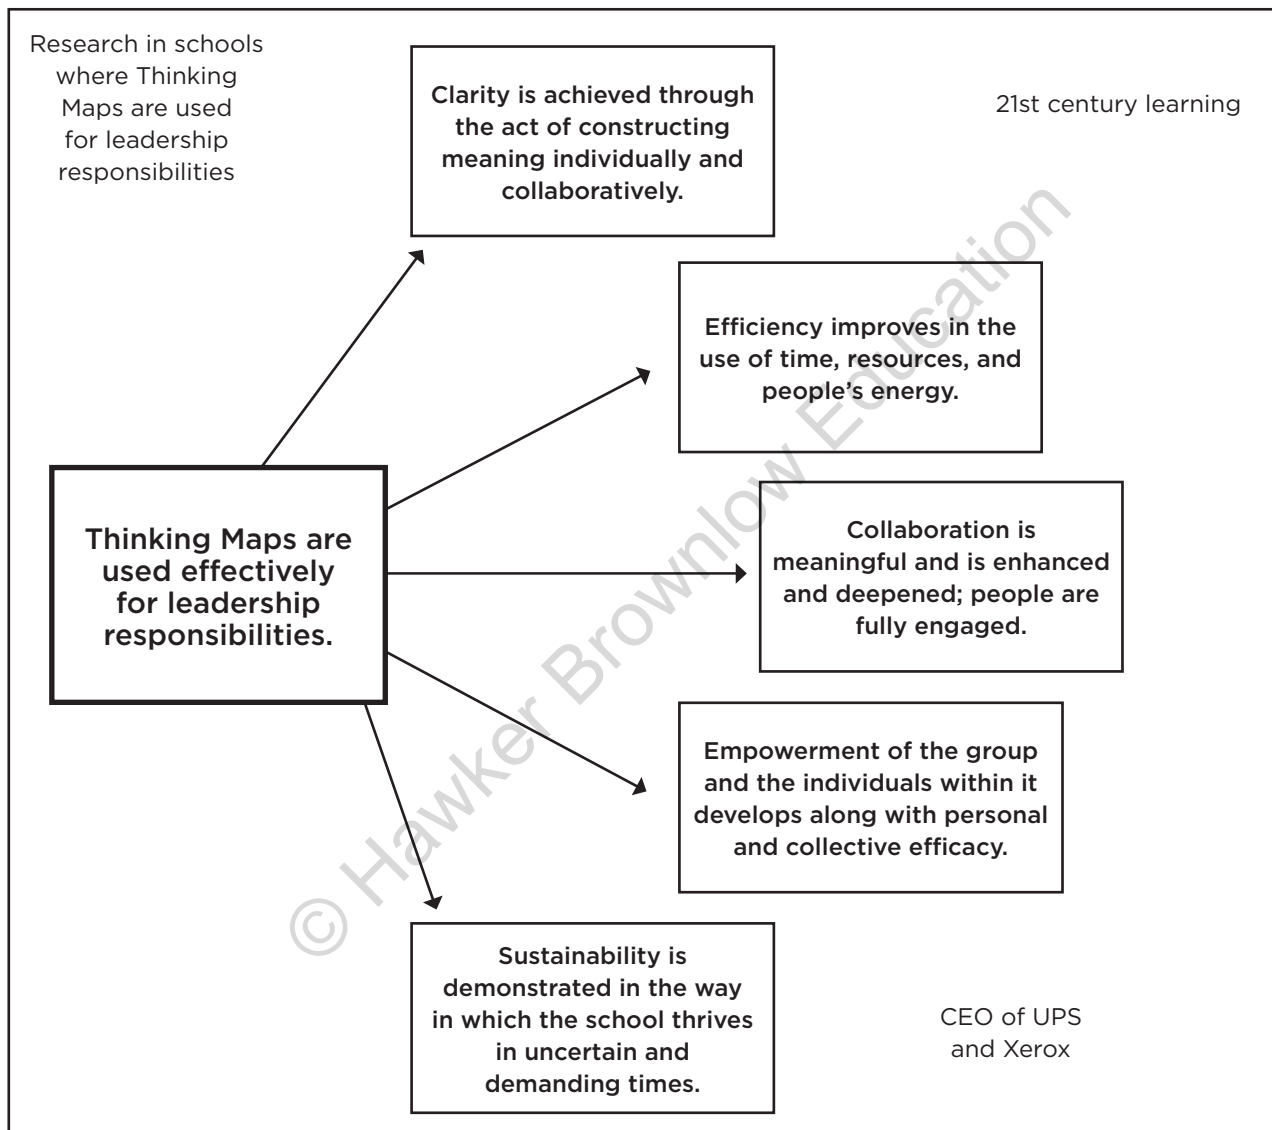 Research in schools
where Thinking
Maps are used
for leadership
responsibilities
Clarity is achieved through
the act of constructing
meaning individually and
collaboratively.
21st century learning
Efficiency improves in the
use of time, resources, and
people’s energy.
Thinking Maps are
used effectively
for leadership
responsibilities.
Collaboration is
meaningful and is enhanced
and deepened; people are
fully engaged.
Empowerment of the group
and the individuals within it
develops along with personal
and collective efficacy.
Sustainability is
demonstrated in the way
in which the school thrives
in uncertain and
demanding times.
CEO of UPS
and Xerox
© Hawker Brownlow Education